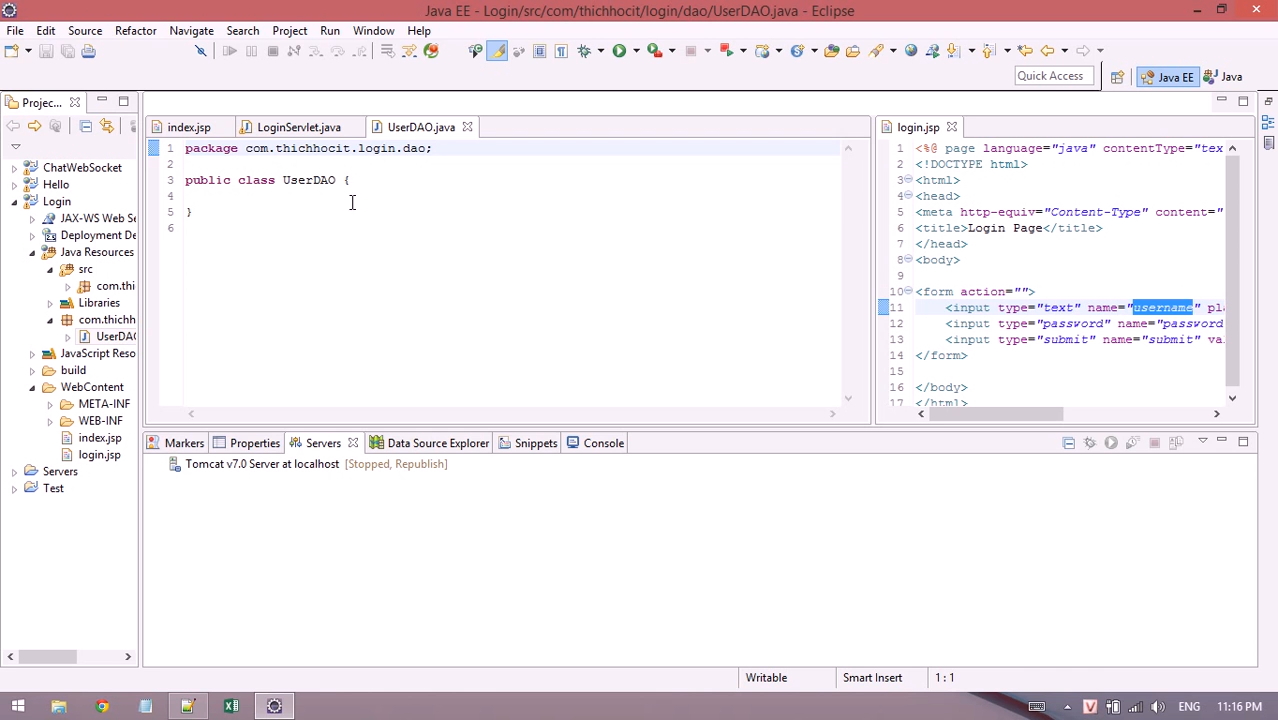 Java EE - Login/src/com/thichhocit/login/dao/UserDAO.java - Eclipse
File Edit Source Refactor Navigate Search Project Run Window Help
Quick Access
Java EE
Java
Projec...
ChatWebSocket
Hello
Login
JAX-WS Web Se
Deployment De
Java Resources
src
com.thi
Libraries
com.thichh
UserDAO
JavaScript Reso
build
WebContent
META-INF
WEB-INF
index.jsp
login.jsp
Servers
Test
index.jsp LoginServlet.java UserDAO.java
1 package com.thichhocit.login.dao;
2
3 public class UserDAO {
4
5 }
6
login.jsp
1 <%@ page language="java" contentType="tex
2 <!DOCTYPE html>
3 <html>
4 <head>
5 <meta http-equiv="Content-Type" content="
6 <title>Login Page</title>
7 </head>
8 <body>
9
10 <form action="">
11 <input type="text" name="username" pla
12 <input type="password" name="password
13 <input type="submit" name="submit" va
14 </form>
15
16 </body>
17 </html>
Markers Properties Servers Data Source Explorer Snippets Console
Tomcat v7.0 Server at localhost [Stopped, Republish]
Writable Smart Insert 1 : 1
V ENG 11:16 PM